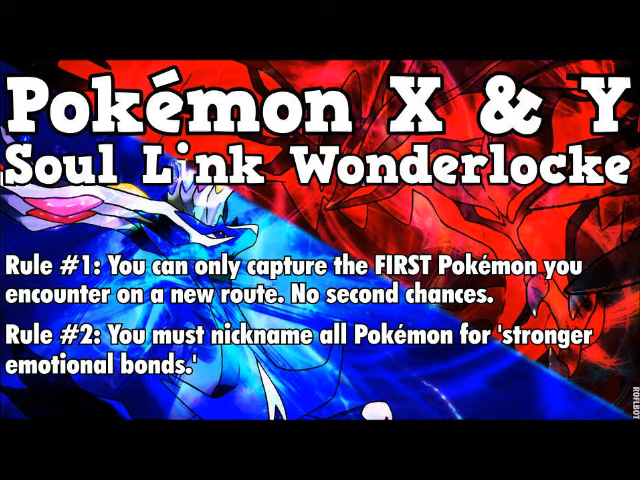 Pokémon X & Y
Soul Link Wonderlocke
Rule #1: You can only capture the FIRST Pokémon you
encounter on a new route. No second chances.
Rule #2: You must nickname all Pokémon for 'stronger
emotional bonds.'
ROFLBOT